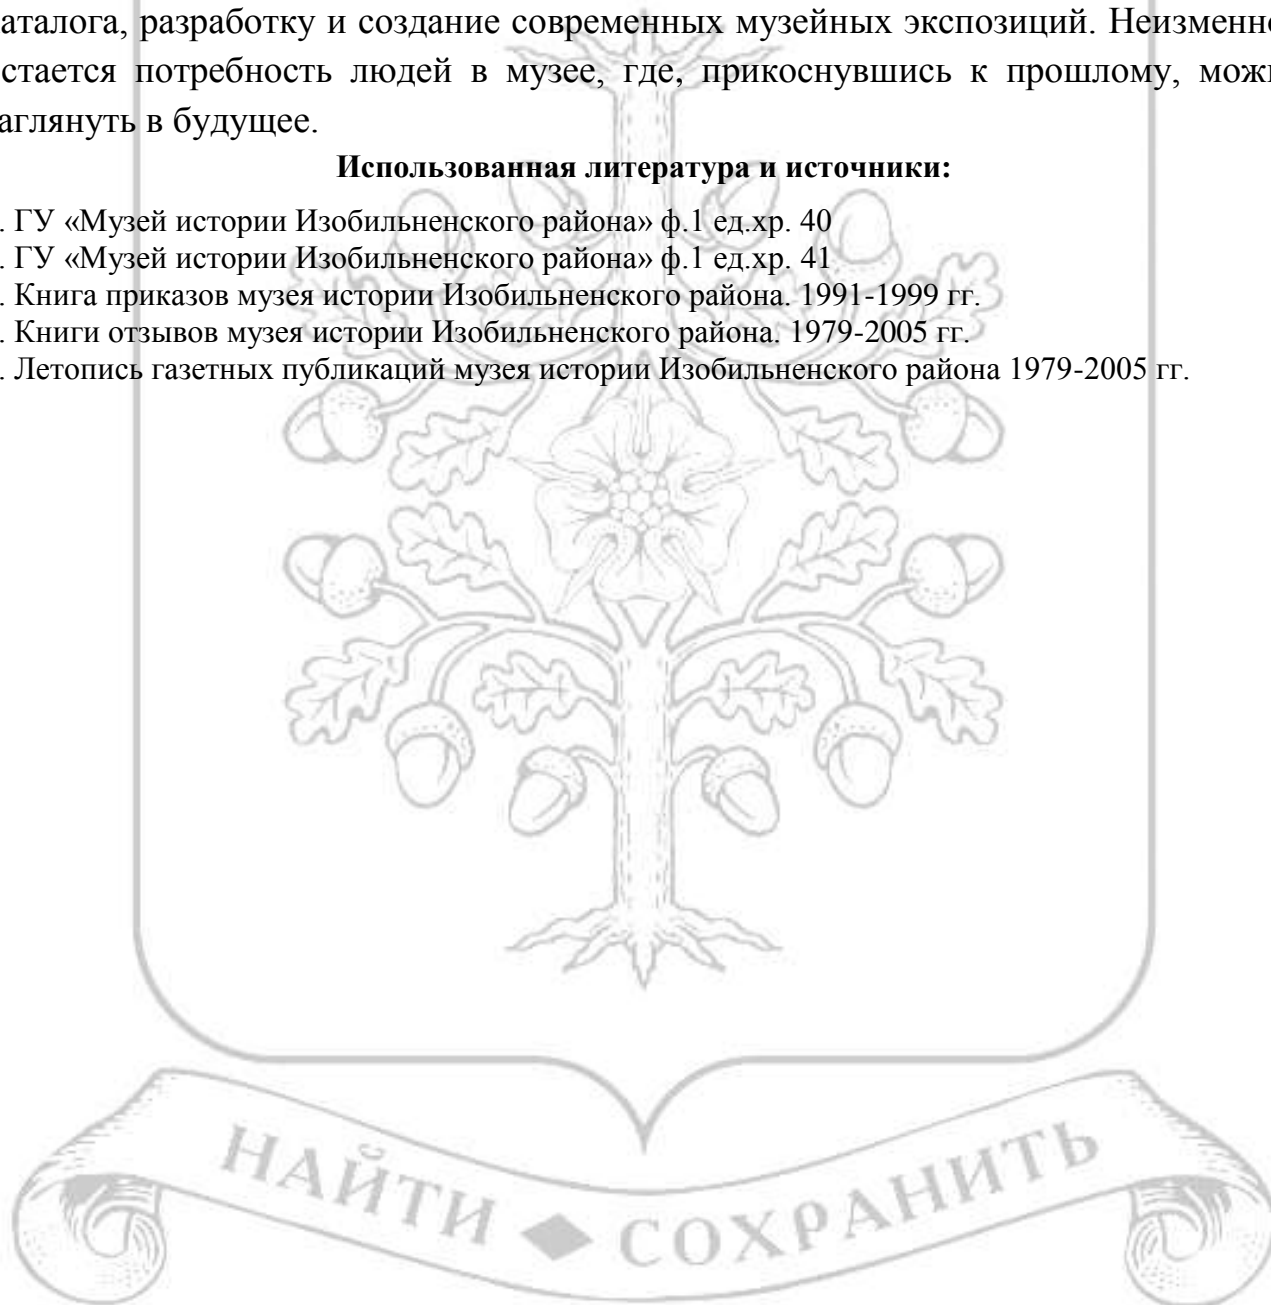 аталога, разработку и создание современных музейных экспозиций. Неизменно
стается потребность людей в музее, где, прикоснувшись к прошлому, можн
аглянуть в будущее.
Использованная литература и источники:
. ГУ «Музей истории Изобильненского района» ф.1 ед.хр. 40
. ГУ «Музей истории Изобильненского района» ф.1 ед.хр. 41
. Книга приказов музея истории Изобильненского района. 1991-1999 гг.
. Книги отзывов музея истории Изобильненского района. 1979-2005 гг.
. Летопись газетных публикаций музея истории Изобильненского района 1979-2005 гг.
НАЙТИ ◆ СОХРАНИТЬ